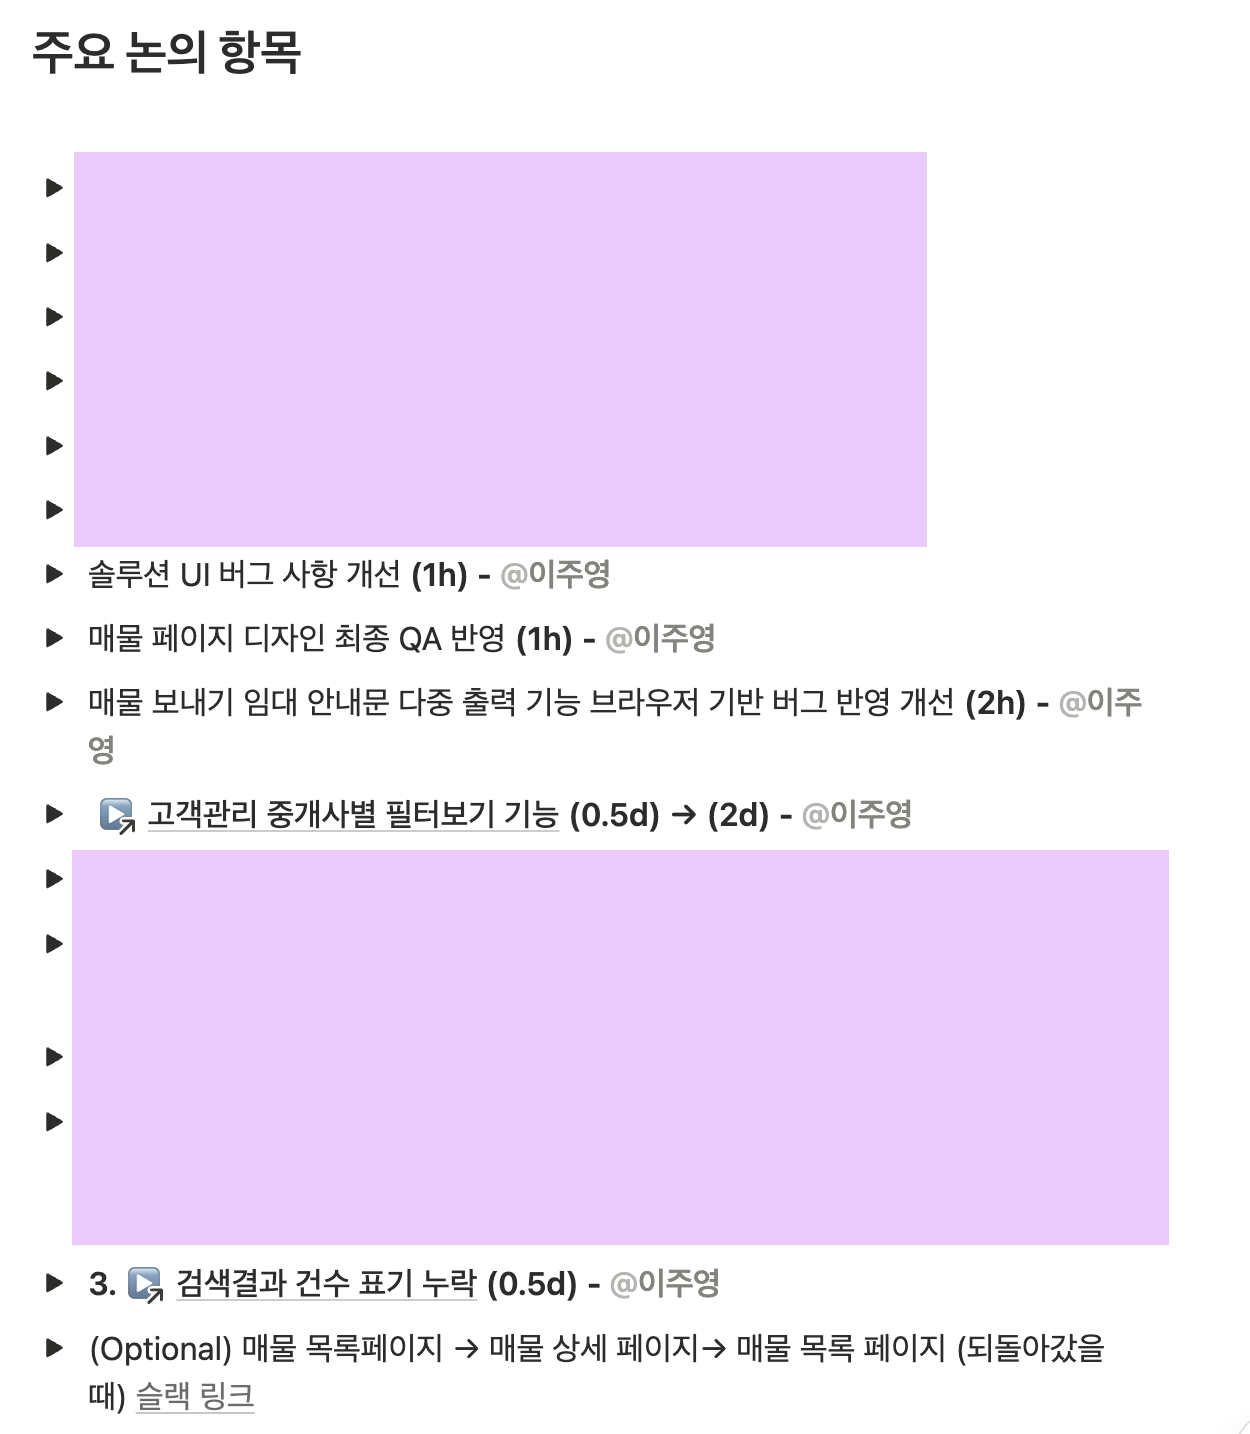 주요 논의 항목
솔루션 UI 버그 사항 개선 (1h) - @이주영
매물 페이지 디자인 최종 QA 반영 (1h) - @이주영
매물 보내기 임대 안내문 다중 출력 기능 브라우저 기반 버그 반영 개선 (2h) - @이주
영
고객관리 중개사별 필터보기 기능 (0.5d) → (2d) - @이주영
3. 검색결과 건수 표기 누락 (0.5d) - @이주영
(Optional) 매물 목록페이지 → 매물 상세 페이지→ 매물 목록 페이지 (되돌아갔을
때) 슬랙 링크